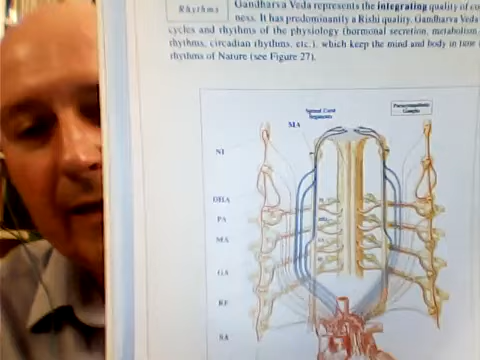 Rhythms
Gandharva Veda represents the integrating quality of co
ness. It has predominantly a Rishi quality. Gandharva Veda
cycles and rhythms of the physiology (hormonal secretion, metabolism,
rhythms, circadian rhythms, etc.), which keep the mind and body in tune
rhythms of Nature (see Figure 27).
Spinal Cord
Segments
Parasympathetic
Ganglia
MA
NI
DHA
PA
MA
GA
RE
SA